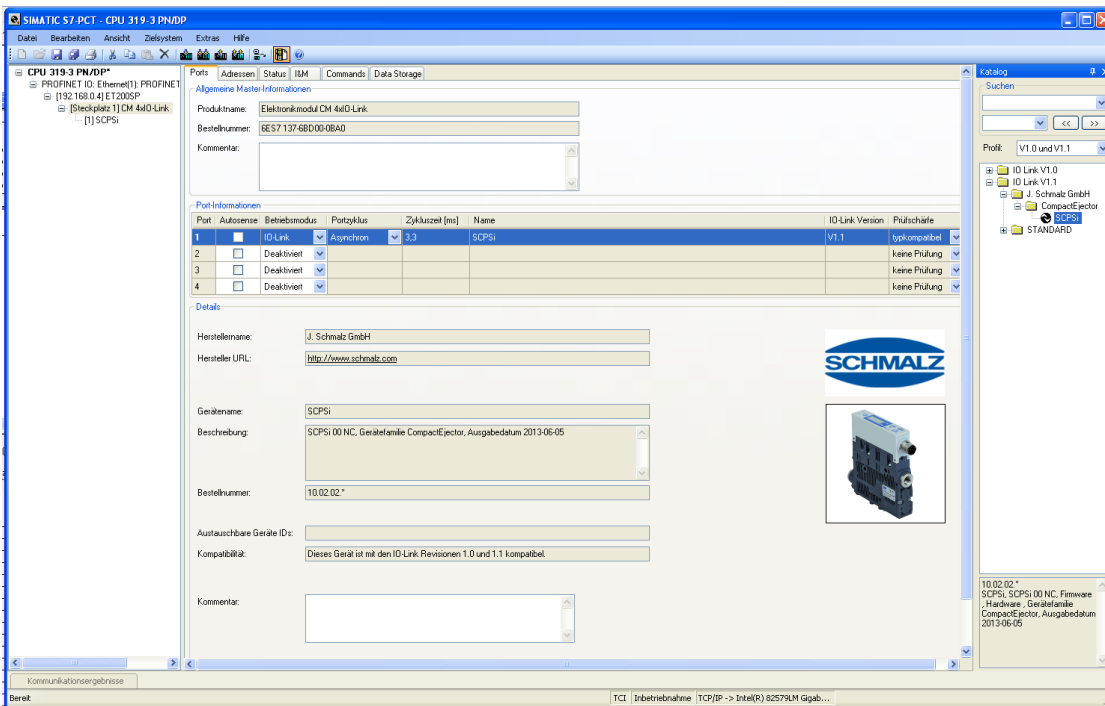 SIMATIC S7-PCT - CPU 319-3 PN/DP
Datei Bearbeiten Ansicht Zielsystem Extras Hilfe
CPU 319-3 PN/DP*
PROFINET IO: Ethernet(1): PROFINET
[192.168.0.4] ET200SP
[Steckplatz 1] CM 4xIO-Link
[1] SCPSi
Ports Adressen Status I&M Commands Data Storage
Allgemeine Master-Informationen
Produktname: Elektronikmodul CM 4xIO-Link
Bestellnummer: 6ES7 137-6BD00-0BA0
Kommentar:
Port-Informationen
Port Autosense Betriebsmodus Portzyklus Zykluszeit [ms] Name IO-Link Version Prüfschärfe
1 IO-Link Asynchron 3,3 SCPSi V1.1 typkompatibel
2 Deaktiviert keine Prüfung
3 Deaktiviert keine Prüfung
4 Deaktiviert keine Prüfung
Details
Herstellername: J. Schmalz GmbH
Hersteller URL: http://www.schmalz.com
SCHMALZ
Gerätename: SCPSi
Beschreibung: SCPSi 00 NC, Gerätefamilie CompactEjector, Ausgabedatum 2013-06-05
Bestellnummer: 10.02.02.*
Austauschbare Geräte IDs:
Kompatibilität: Dieses Gerät ist mit den IO-Link Revisionen 1.0 und 1.1 kompatibel.
Kommentar:
Katalog
Suchen
<< >>
Profil: V1.0 und V1.1
IO Link V1.0
IO Link V1.1
J. Schmalz GmbH
CompactEjector
SCPSi
STANDARD
10.02.02.*
SCPSi, SCPSi 00 NC, Firmware
, Hardware , Gerätefamilie
CompactEjector, Ausgabedatum
2013-06-05
Kommunikationsergebnisse
Bereit TCI Inbetriebnahme TCP/IP -> Intel(R) 82579LM Gigab...